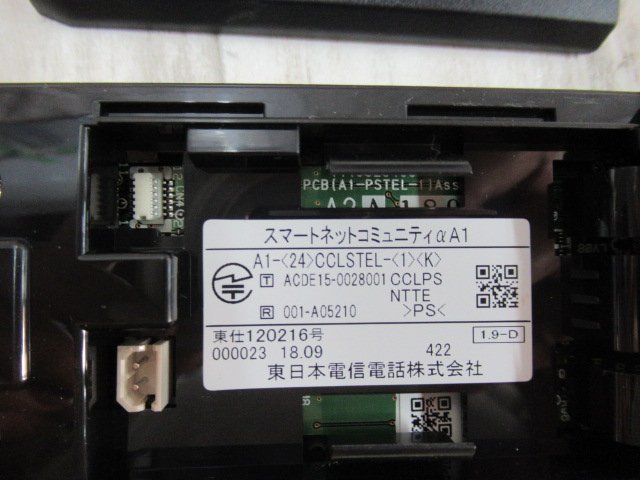 PCB(A1-PSTEL-1)Ass
A2A1
スマートネットコミュニティαA1
A1-<24>CCLSTEL-<1><K>
T ACDE15-0028001 CCLPS
NTTE
R 001-A05210 >PS<
東仕120216号 1.9-D
000023 18.09 422
東日本電信電話株式会社